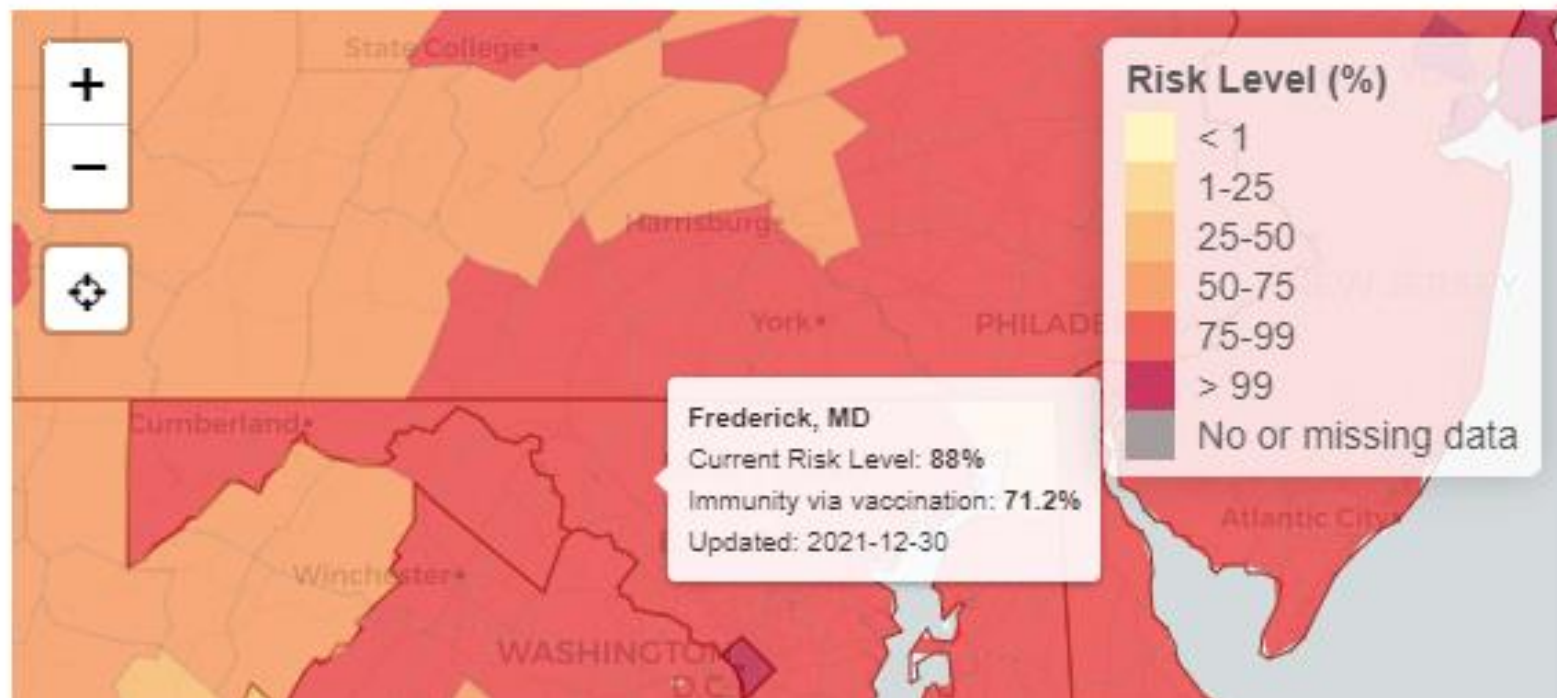 State College
+
−
Risk Level (%)
< 1
1-25
25-50
50-75
75-99
> 99
No or missing data
Harrisburg
York
Cumberland
Frederick, MD
Current Risk Level: 88%
Immunity via vaccination: 71.2%
Updated: 2021-12-30
Atlantic City
Winchester
WASHINGTON,
D.C.